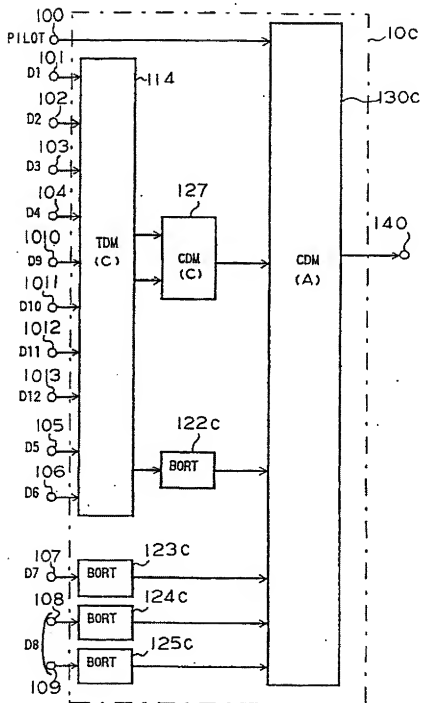 100
PILOT
10c
101
D1
114
130c
102
D2
103
D3
104
D4
127
140
1010
D9
TDM
(C)
CDM
(C)
CDM
(A)
1011
D10
1012
D11
1013
D12
105
D5
122c
BORT
106
D6
107
D7
123c
BORT
108
124c
BORT
D8
125c
BORT
109